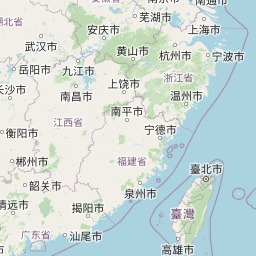 南通市
芜湖市
上海市
湖北省
安庆市
武汉市
黄山市
杭州市
宁波市
岳阳市
九江市
上饶市
浙江省
长沙市
南昌市
南平市
温州市
江西省
宁德市
衡阳市
福建省
郴州市
臺北市
韶关市
泉州市
清远市
揭阳市
臺灣
广东省
汕尾市
高雄市